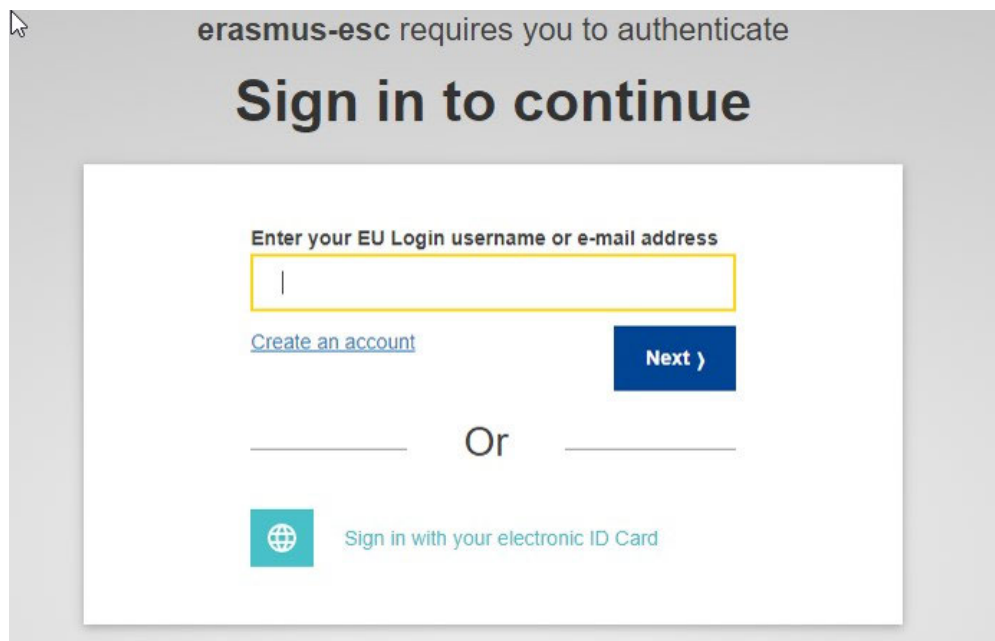 erasmus-esc requires you to authenticate
Sign in to continue
Enter your EU Login username or e-mail address
Create an account
Next ⟩
Or
Sign in with your electronic ID Card